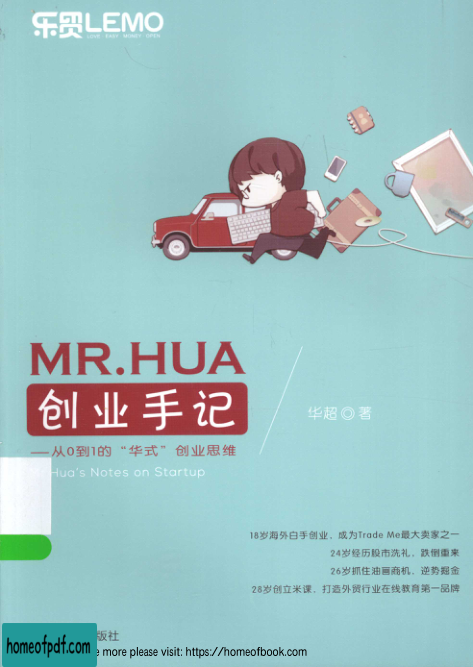 乐贸LEMO
LOVE EASY MONEY OPEN
MR.HUA
创业手记
—从0到1的“华式”创业思维
Mr.Hua's Notes on Startup
华超◎著
18岁海外白手创业，成为Trade Me最大卖家之一
24岁经历股市洗礼、跌倒重来
26岁抓住油画商机、逆势掘金
28岁创立米课，打造外贸行业在线教育第一品牌
版社
homeofpdf.com
e more please visit: https://homeofbook.com